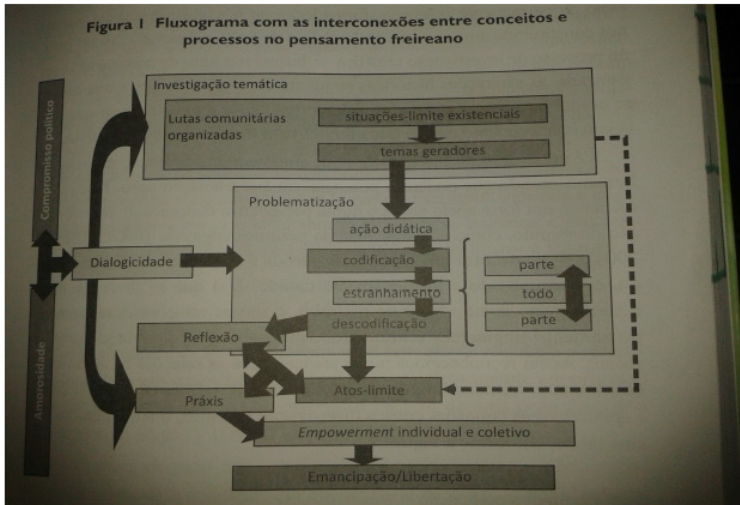 Figura 1 Fluxograma com as interconexões entre conceitos e
processos no pensamento freireano
Investigação temática
Lutas comunitárias
organizadas
situações-limite existenciais
temas geradores
Compromisso político
Problematização
ação didática
codificação
estranhamento
descodificação
parte
todo
parte
Dialogicidade
Reflexão
Amorosidade
Práxis
Atos-limite
Empowerment individual e coletivo
Emancipação/Libertação